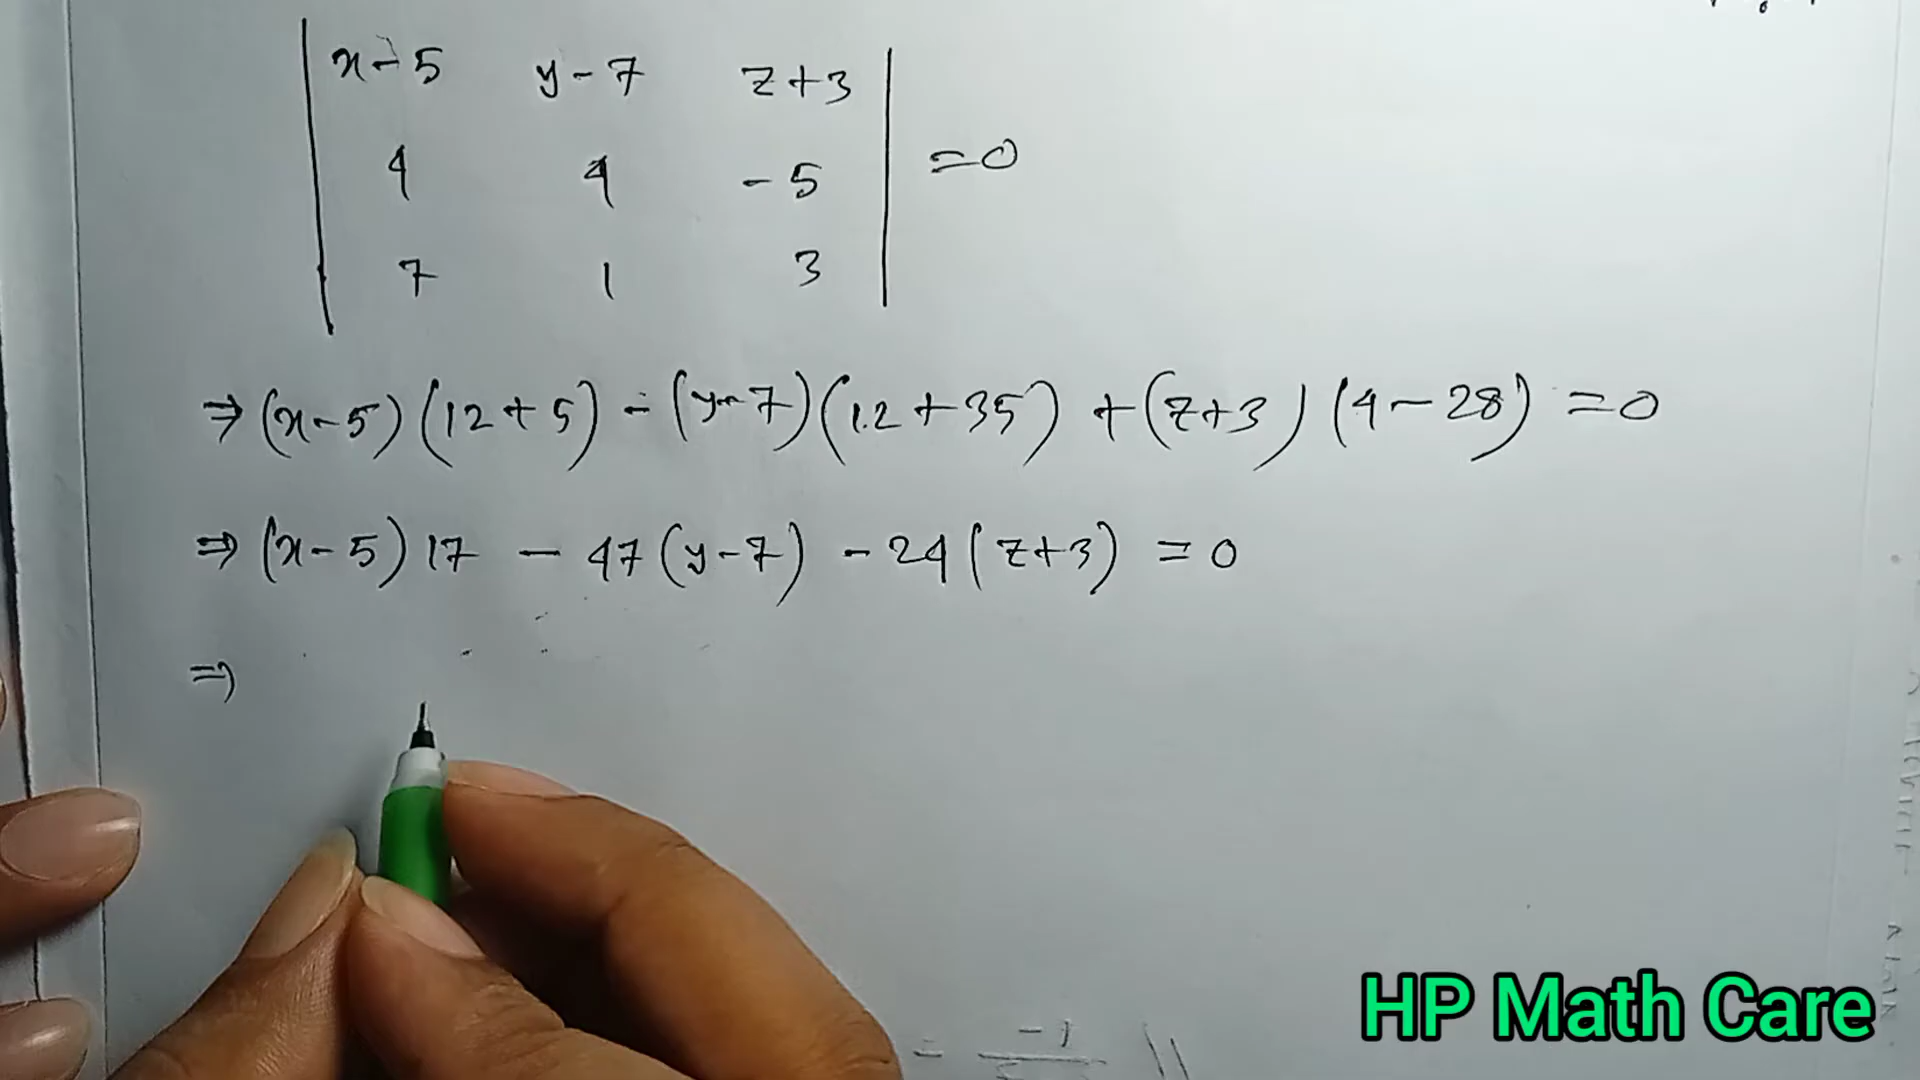 x-5 y-7 z+3
4 4 -5 =0
7 1 3
⇒ (x-5) (12+5) - (y-7) (12+35) + (z+3) (4-28) =0
⇒ (x-5) 17 - 47 (y-7) - 24 (z+3) = 0
⇒
HP Math Care